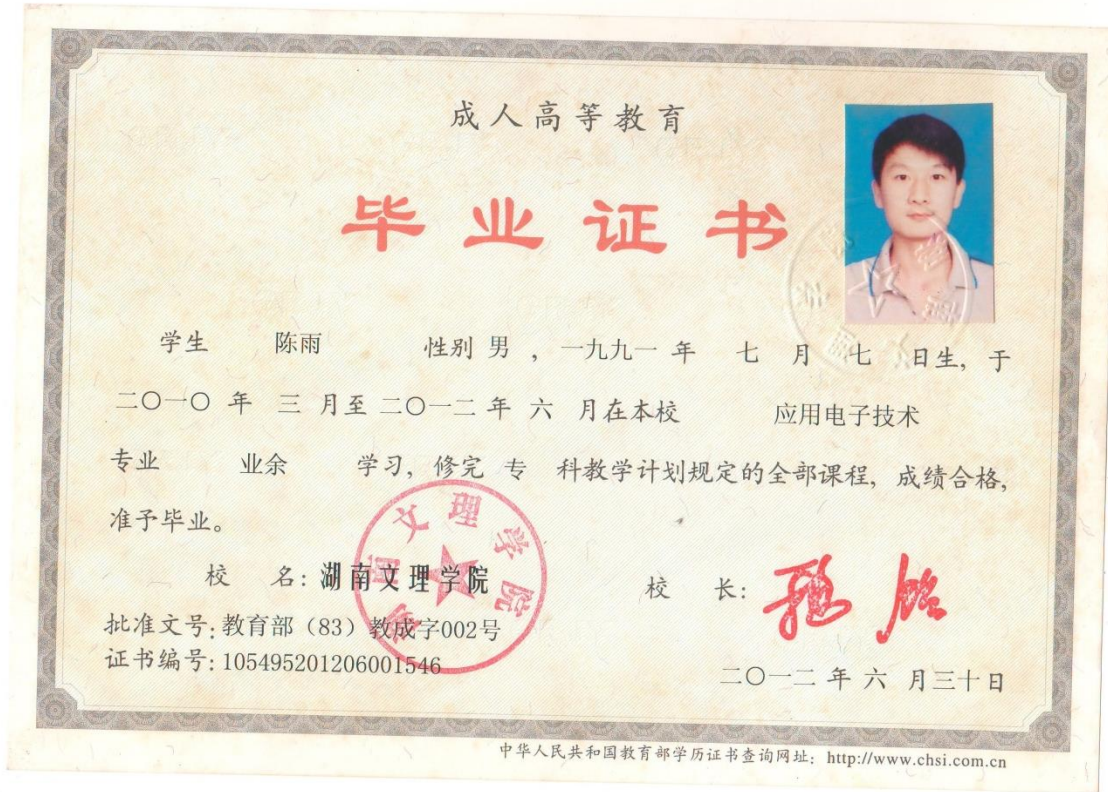 成人高等教育
毕业证书
学生 陈雨 性别 男 ，一九九一 年 七 月 七 日生, 于
二〇一〇 年 三 月至 二〇一二 年 六 月在本校 应用电子技术
专业 业余 学习, 修完 专 科教学计划规定的全部课程, 成绩合格,
准予毕业。
校 名: 湖南文理学院
湖南文理学院
校 长:
批准文号: 教育部（83）教成字002号
证书编号: 105495201206001546
二〇一二 年 六 月三十日
中华人民共和国教育部学历证书查询网址: http://www.chsi.com.cn